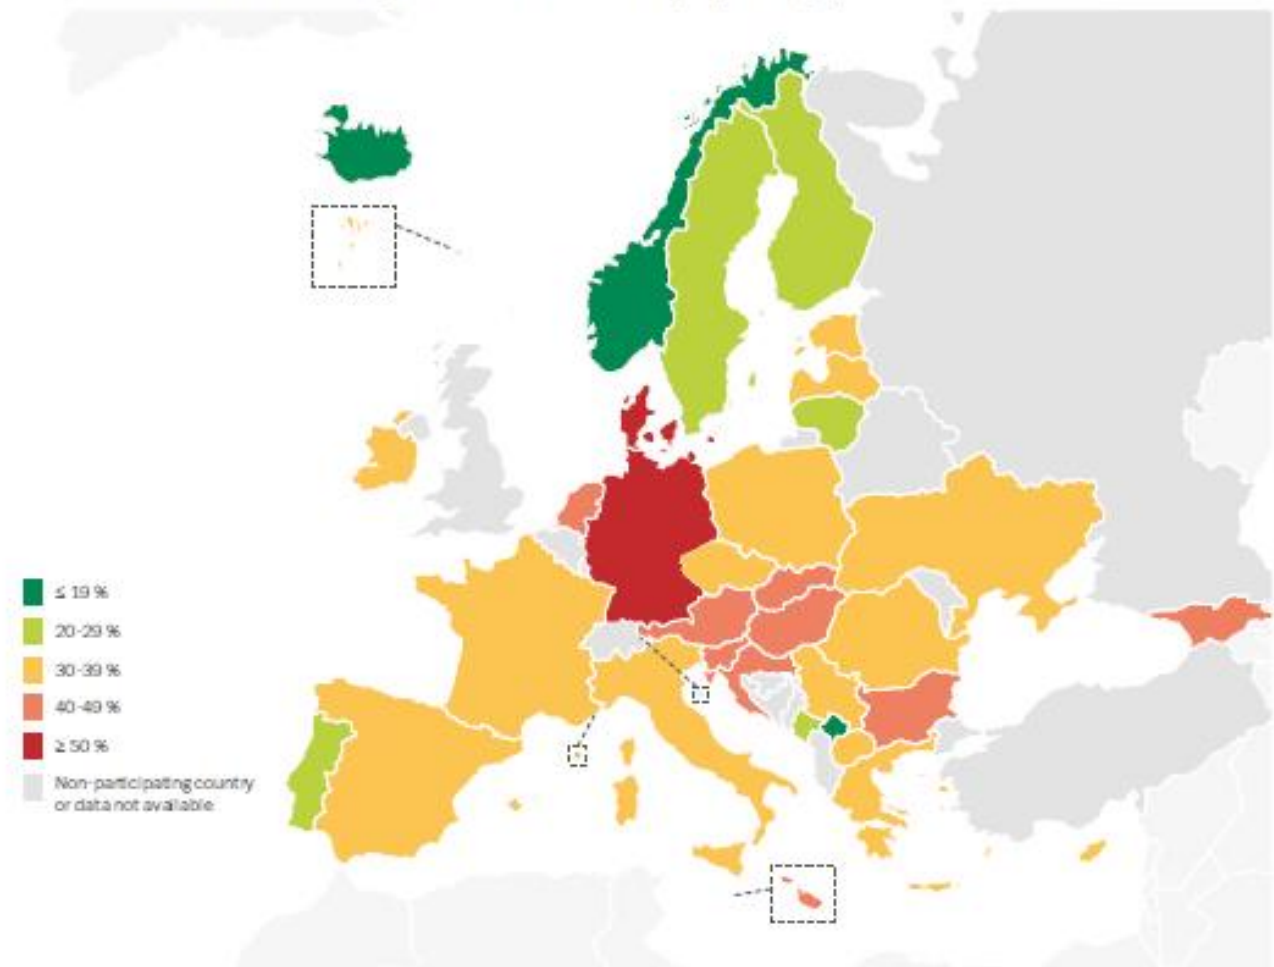 ≤ 19 %
20-29 %
30-39 %
40-49 %
≥ 50 %
Non-participating country
or data not available